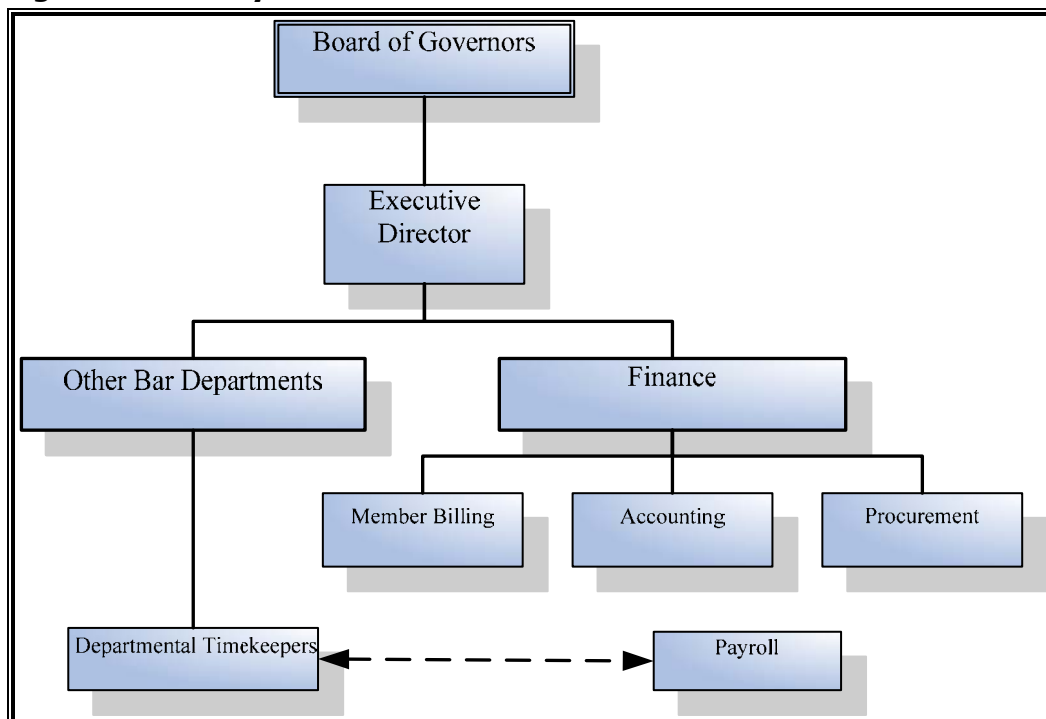 Board of Governors
Executive
Director
Other Bar Departments
Finance
Member Billing
Accounting
Procurement
Departmental Timekeepers
Payroll